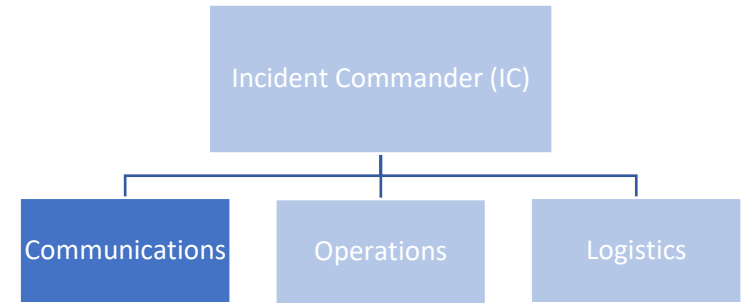 Incident Commander (IC)
Communications
Operations
Logistics